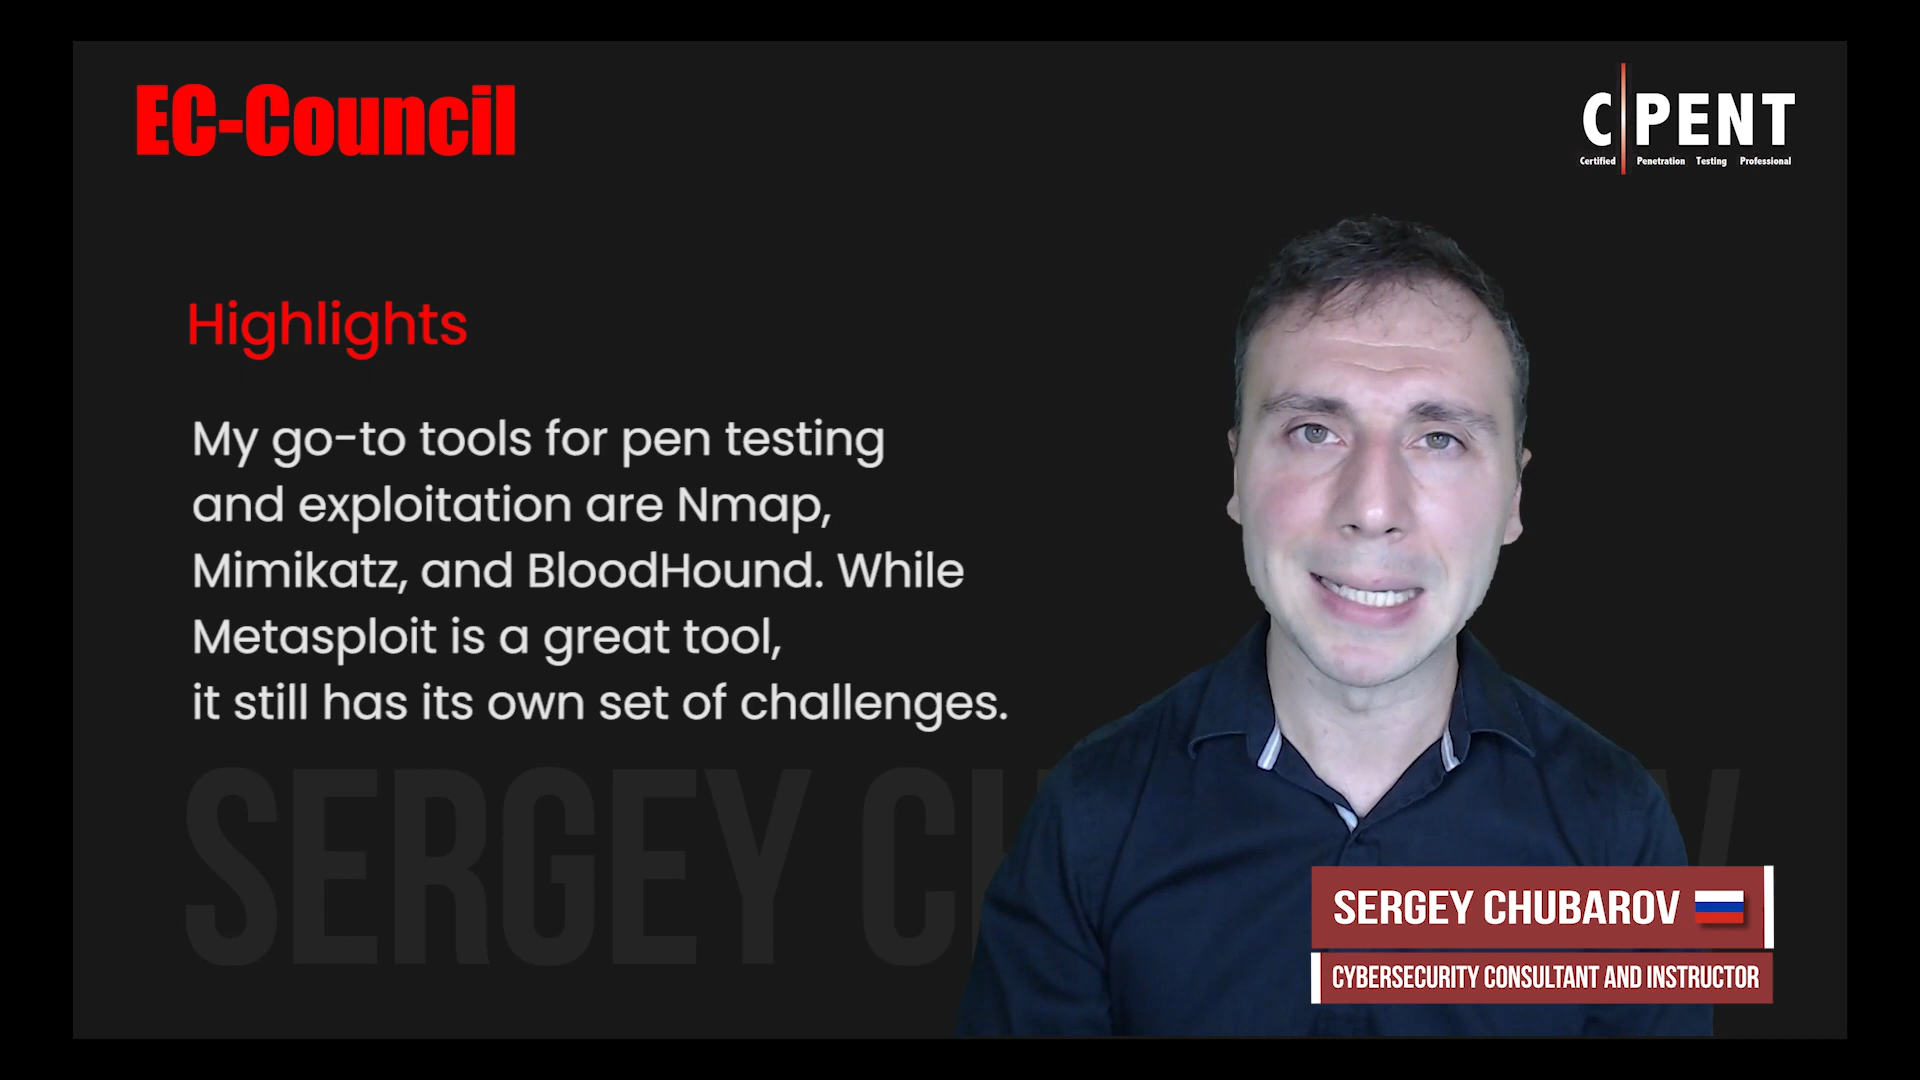 EC-Council
C|PENT
Certified Penetration Testing Professional
Highlights
My go-to tools for pen testing
and exploitation are Nmap,
Mimikatz, and BloodHound. While
Metasploit is a great tool,
it still has its own set of challenges.
SERGEY CH V
SERGEY CHUBAROV
CYBERSECURITY CONSULTANT AND INSTRUCTOR